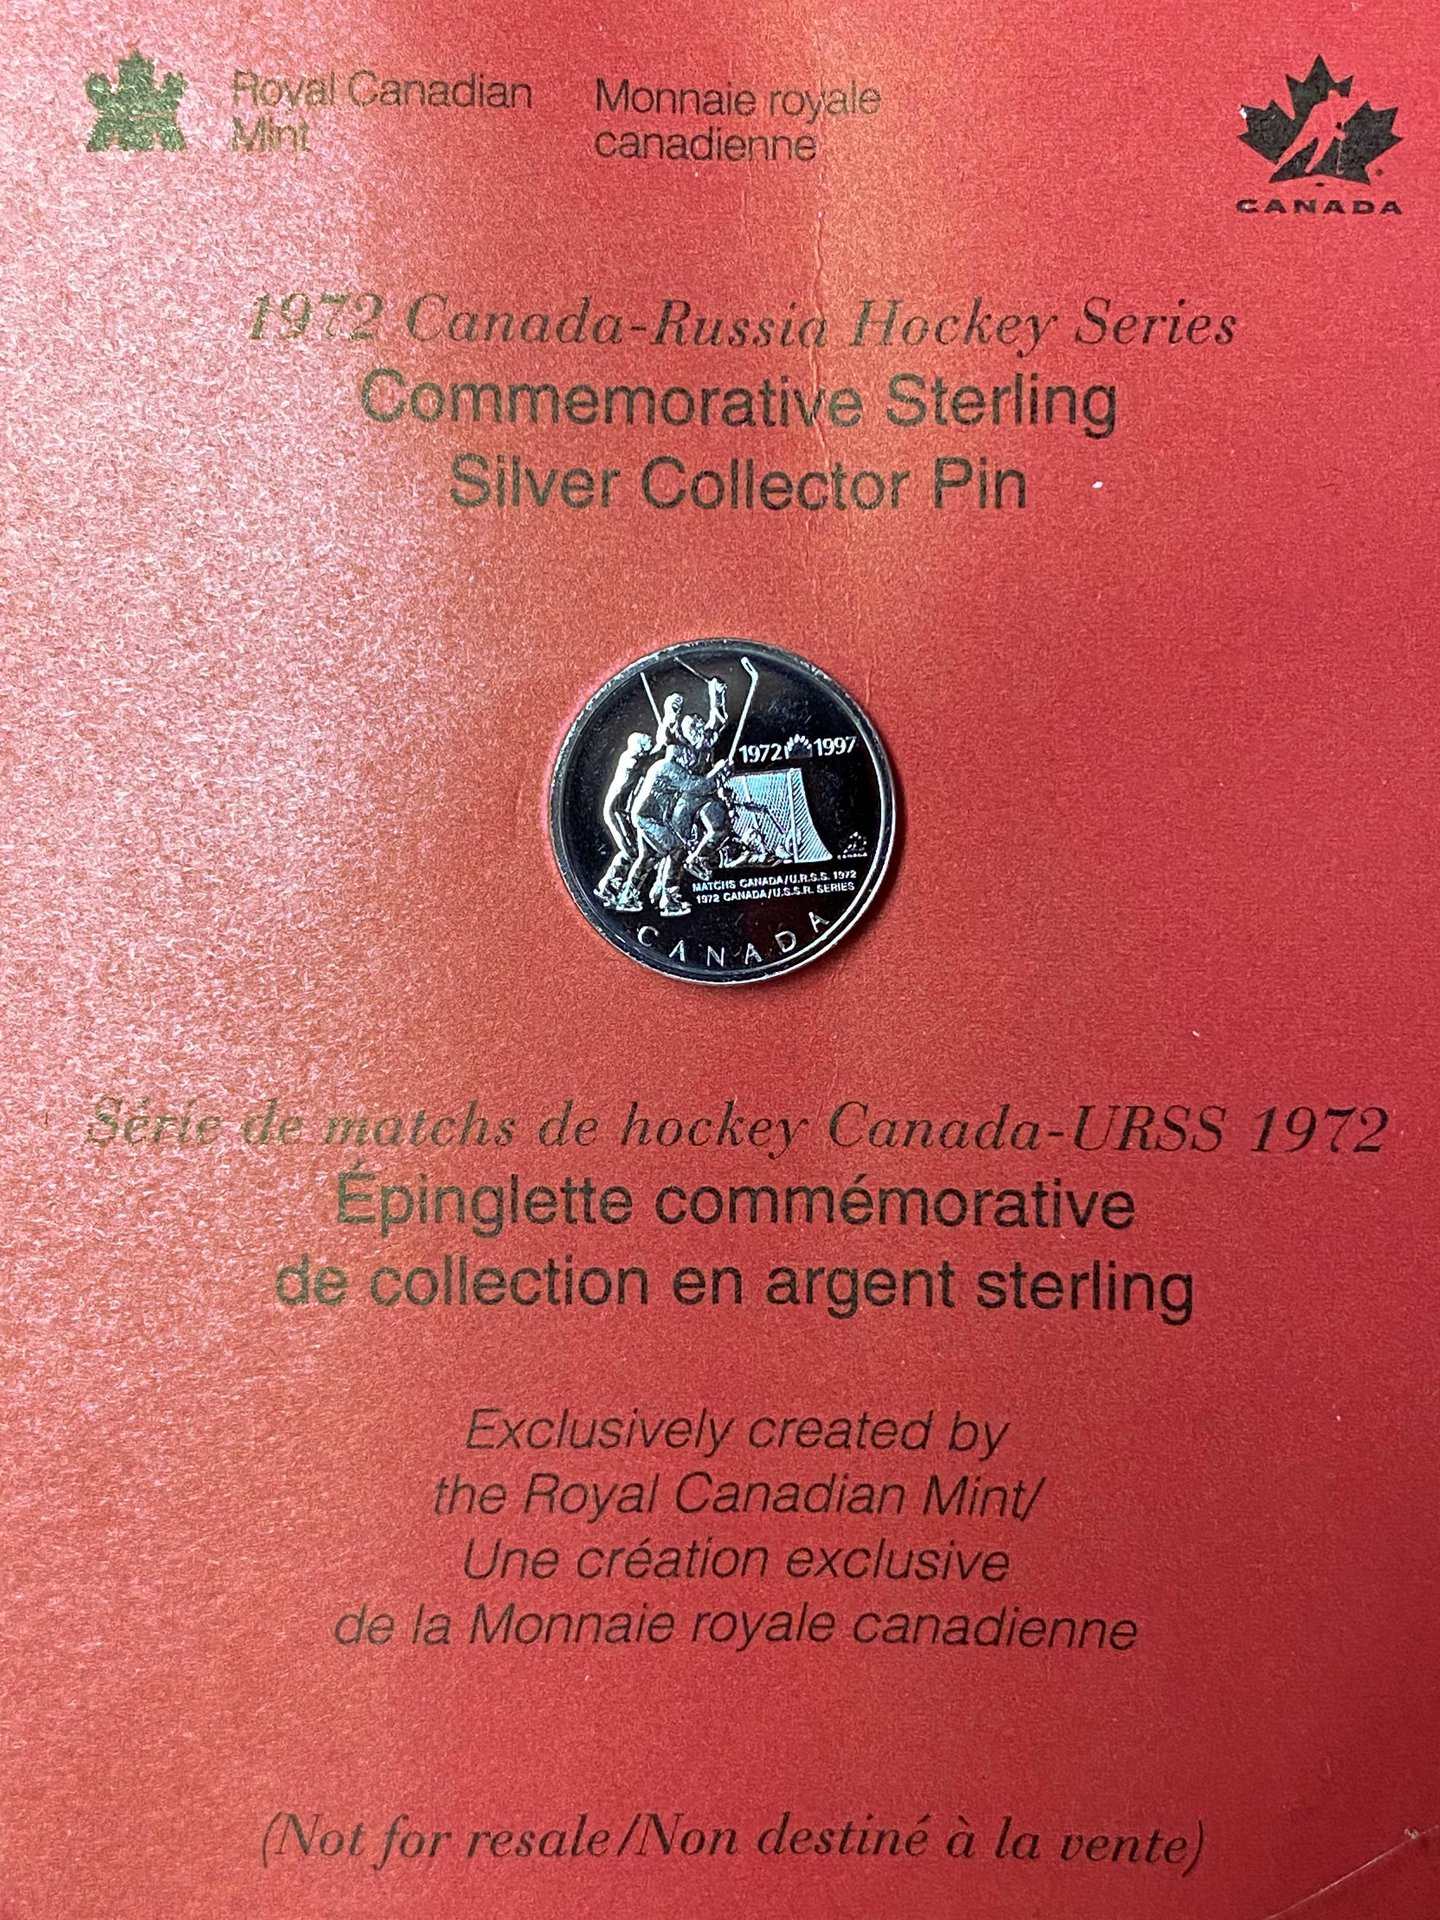 Royal Canadian
Mint
Monnaie royale
canadienne
CANADA
1972 Canada-Russia Hockey Series
Commemorative Sterling
Silver Collector Pin
1972 1997
CANADA
MATCHS CANADA/U.R.S.S. 1972
1972 CANADA/U.S.S.R. SERIES
CANADA
Série de matchs de hockey Canada-URSS 1972
Épinglette commémorative
de collection en argent sterling
Exclusively created by
the Royal Canadian Mint/
Une création exclusive
de la Monnaie royale canadienne
(Not for resale/Non destiné à la vente)